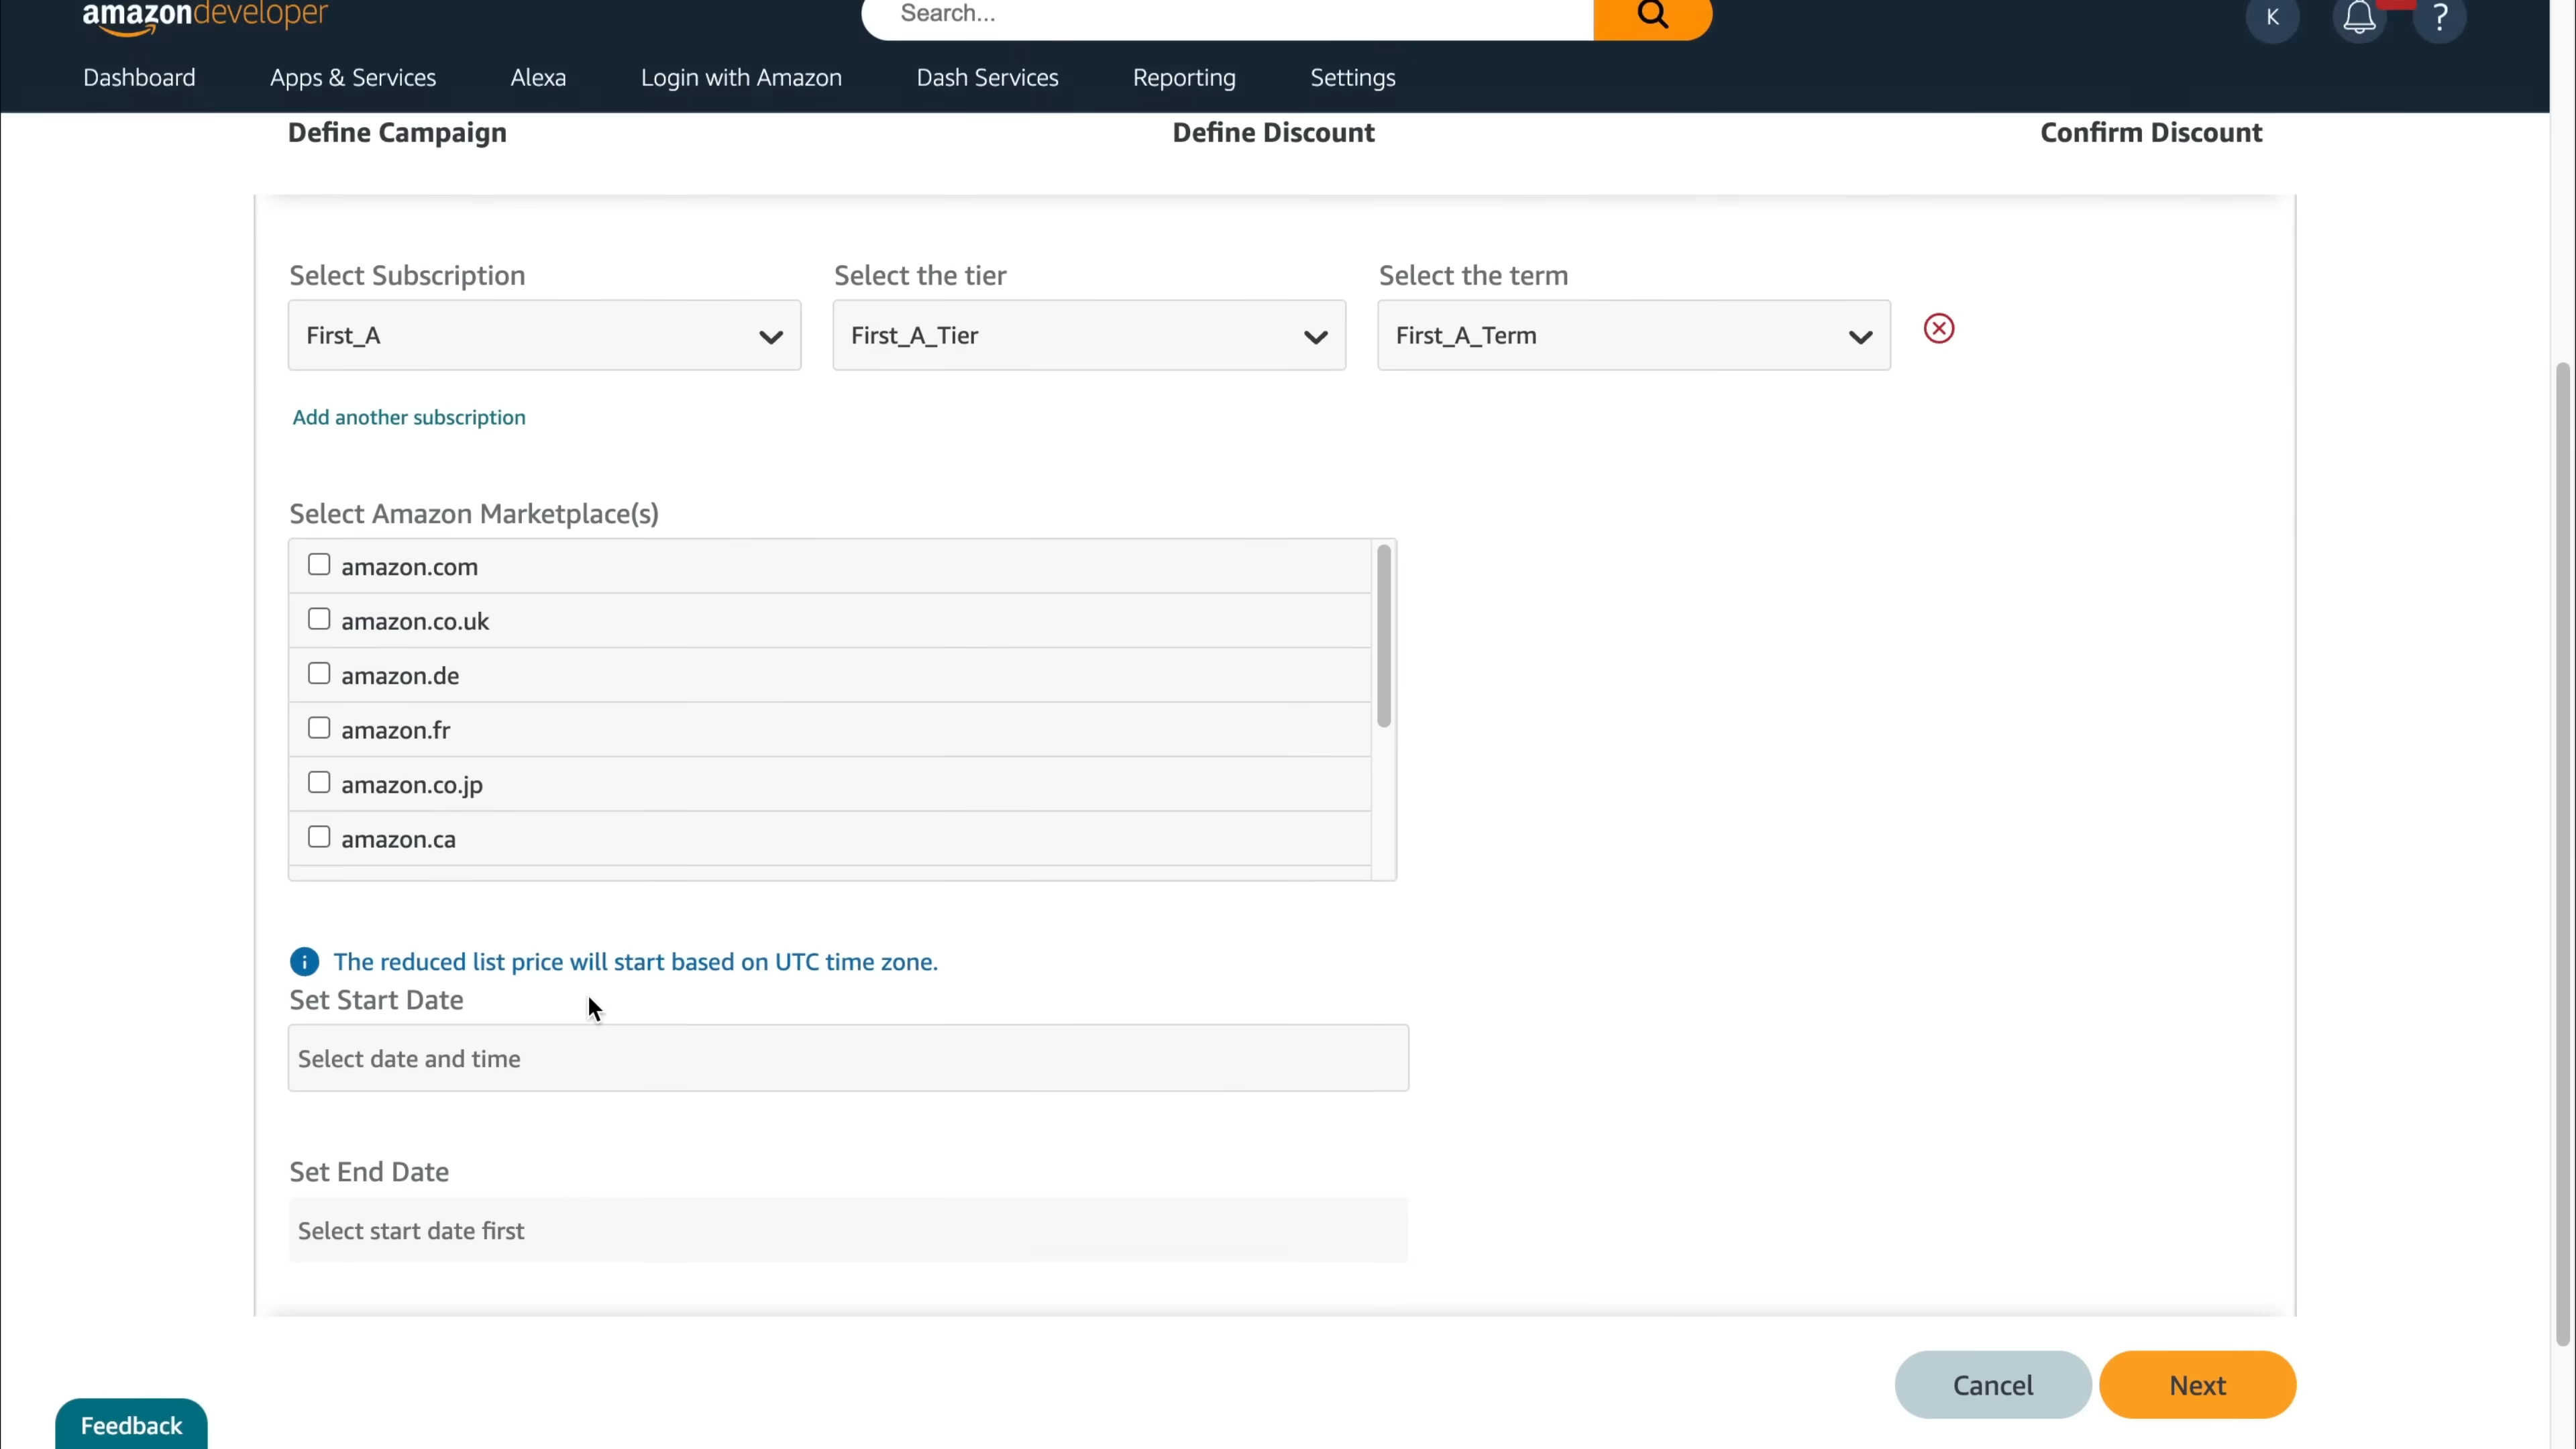 amazondeveloper
Search...
K
?
Dashboard Apps & Services Alexa Login with Amazon Dash Services Reporting Settings
Define Campaign Define Discount Confirm Discount
Select Subscription Select the tier Select the term
First_A First_A_Tier First_A_Term
Add another subscription
Select Amazon Marketplace(s)
amazon.com
amazon.co.uk
amazon.de
amazon.fr
amazon.co.jp
amazon.ca
The reduced list price will start based on UTC time zone.
Set Start Date
Select date and time
Set End Date
Select start date first
Cancel Next
Feedback